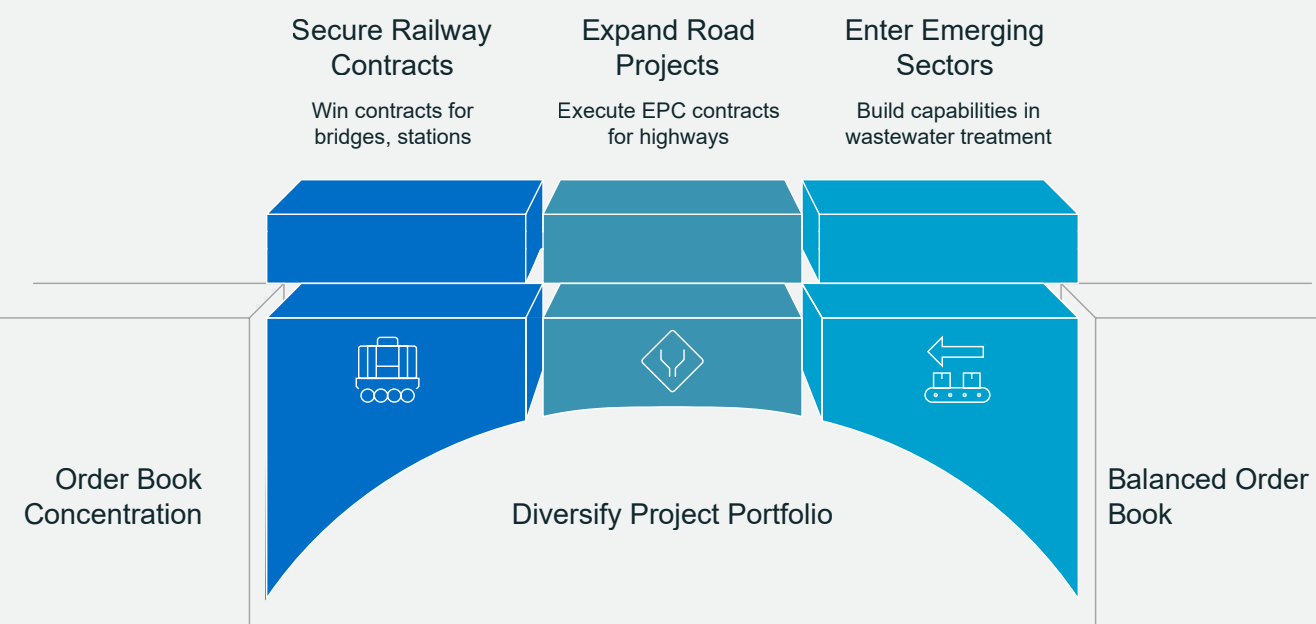 Secure Railway
Contracts
Win contracts for
bridges, stations
Expand Road
Projects
Execute EPC contracts
for highways
Enter Emerging
Sectors
Build capabilities in
wastewater treatment
Order Book
Concentration
Diversify Project Portfolio
Balanced Order
Book